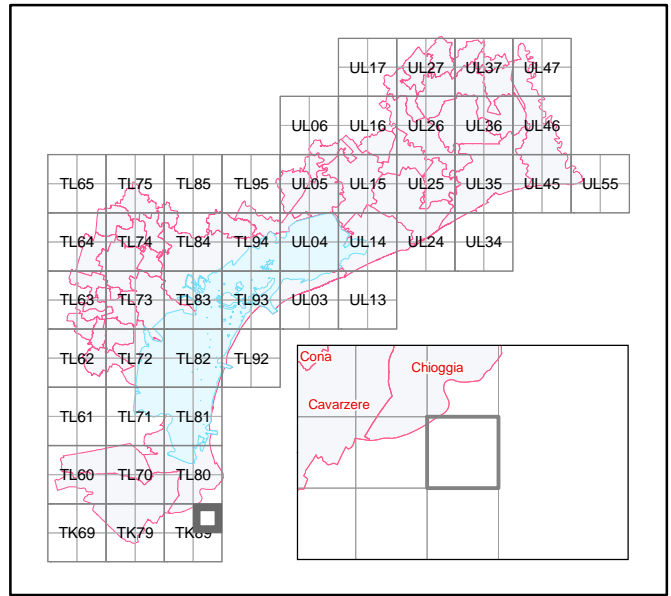 UL17 UL27 UL37 UL47
UL06 UL16 UL26 UL36 UL46
TL65 TL75 TL85 TL95 UL05 UL15 UL25 UL35 UL45 UL55
TL64 TL74 TL84 TL94 UL04 UL14 UL24 UL34
TL63 TL73 TL83 TL93 UL03 UL13
TL62 TL72 TL82 TL92
TL61 TL71 TL81
TL60 TL70 TL80
TK69 TK79 TK89
Cona
Chioggia
Cavarzere